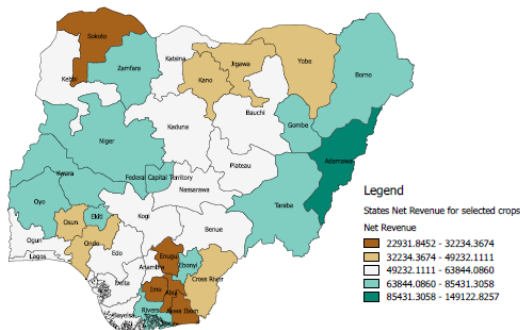 Sokoto
Katsina
Jigawa
Yobe
Borno
Kebbi
Zamfara
Kano
Bauchi
Gombe
Kaduna
Niger
Adamawa
Plateau
Kwara
Federal Capital Territory
Nassarawa
Taraba
Oyo
Ekiti
Kogi
Benue
Osun
Ogun
Ondo
Edo
Enugu
Ebonyi
Lagos
Anambra
Cross River
Delta
Imo
Abia
Bayelsa
Rivers
Akwa Ibom
Legend
States Net Revenue for selected crops
Net Revenue
22931.8452 - 32234.3674
32234.3674 - 49232.1111
49232.1111 - 63844.0860
63844.0860 - 85431.3058
85431.3058 - 149122.8257